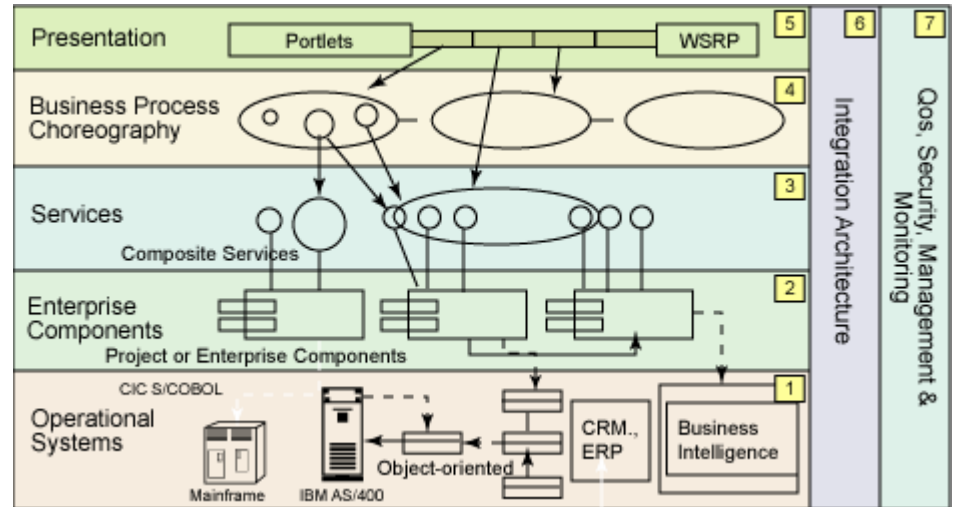 Presentation
Portlets
WSRP
5
6
7
Business Process
Choreography
4
Services
Composite Services
3
Enterprise
Components
Project or Enterprise Components
2
CIC S/COBOL
Operational
Systems
Mainframe
IBM AS/400
Object-oriented
CRM.,
ERP
Business
Intelligence
1
Integration Architecture
Qos, Security, Management &
Monitoring